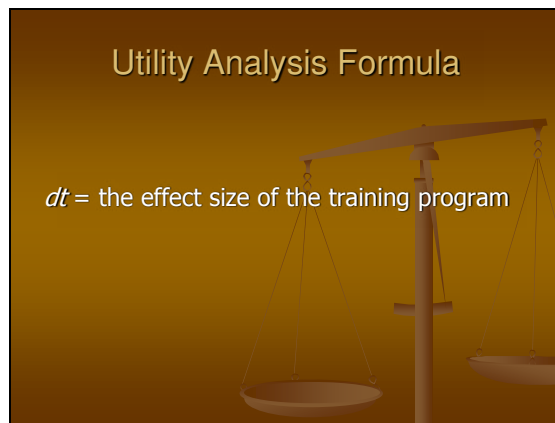 Utility Analysis Formula
dt = the effect size of the training program